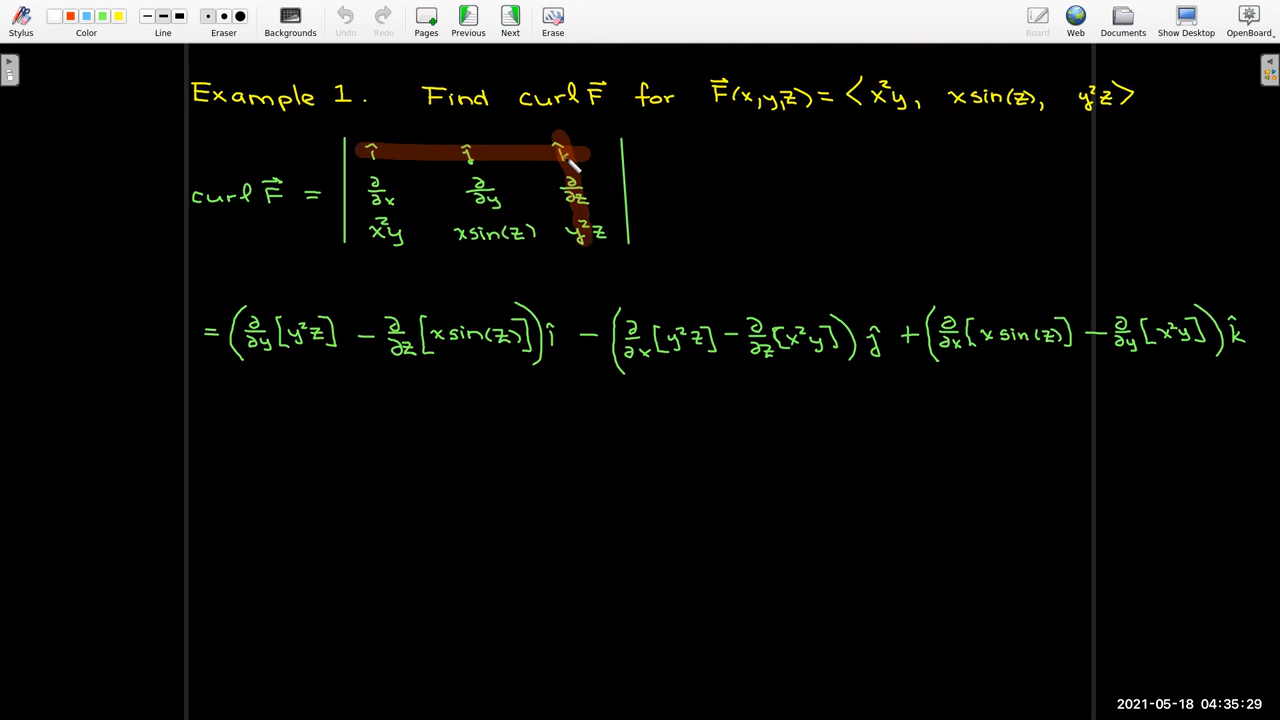 Stylus Color Line Eraser Backgrounds Undo Redo Pages Previous Next Erase Board Web Documents Show Desktop OpenBoard
Example 1. Find curl F⃗ for F⃗(x,y,z) = ⟨x²y, x sin(z), y²z⟩
î ĵ k̂
curl F⃗ = ∂/∂x ∂/∂y ∂/∂z
x²y xsin(z) y²z
= (∂/∂y[y²z] − ∂/∂z[x sin(z)]) î − (∂/∂x[y²z] − ∂/∂z[x²y]) ĵ + (∂/∂x[x sin(z)] − ∂/∂y[x²y]) k̂
2021-05-18 04:35:29